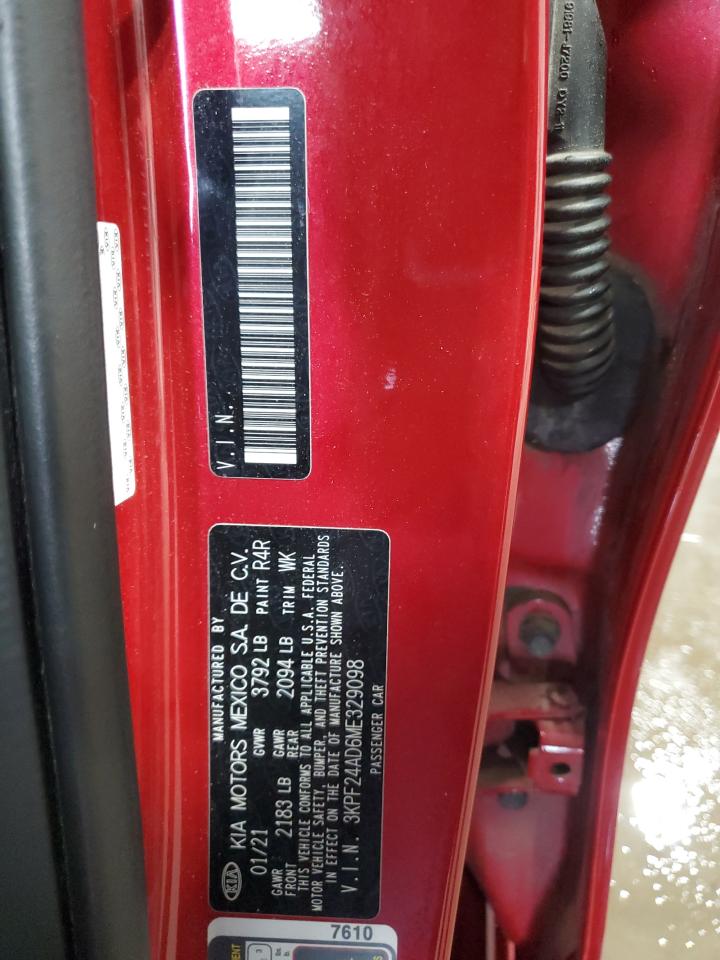 V.I.N.
MANUFACTURED BY
KIA KIA MOTORS MEXICO S.A. DE C.V.
01/21 GVWR 3792 LB PAINT R4R
GAWR FRONT 2183 LB GAWR REAR 2094 LB TRIM WK
THIS VEHICLE CONFORMS TO ALL APPLICABLE U.S.A. FEDERAL
MOTOR VEHICLE SAFETY, BUMPER, AND THEFT PREVENTION STANDARDS
IN EFFECT ON THE DATE OF MANUFACTURE SHOWN ABOVE.
V.I.N. 3KPF24AD6ME329098
PASSENGER CAR
7610